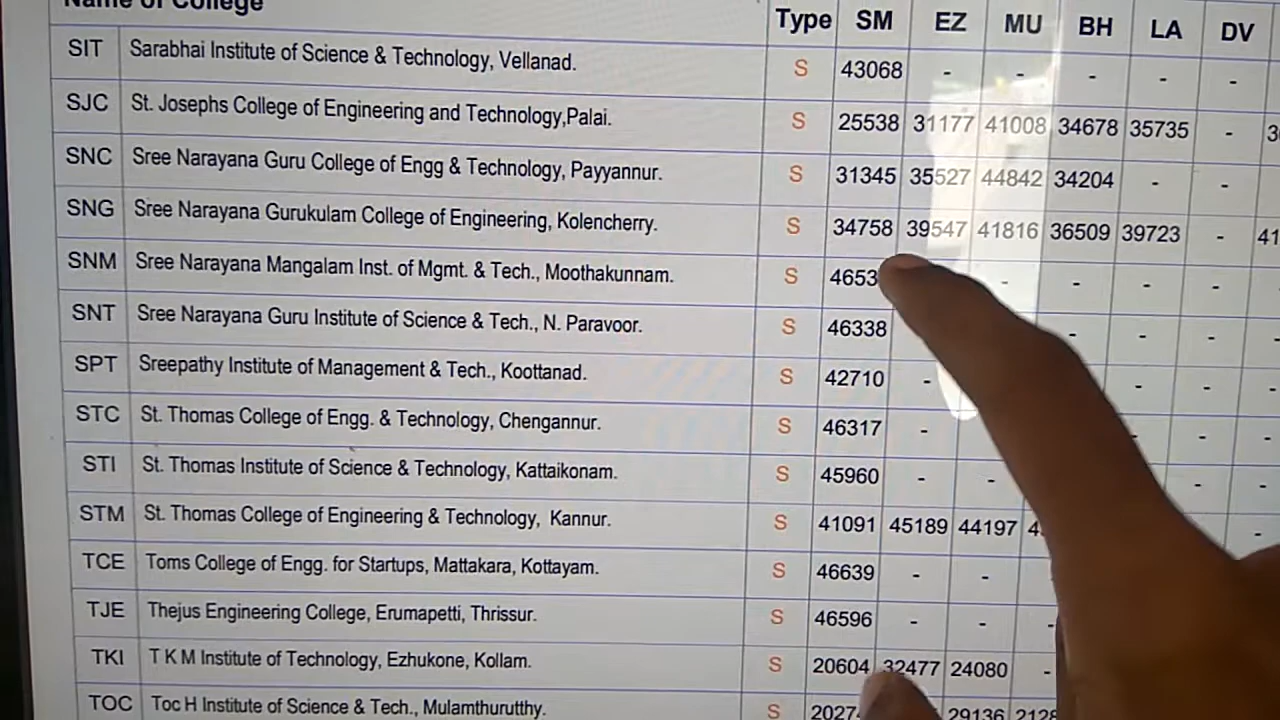 Name of College Type SM EZ MU BH LA DV
SIT Sarabhai Institute of Science & Technology, Vellanad. S 43068 - - - - -
SJC St. Josephs College of Engineering and Technology,Palai. S 25538 31177 41008 34678 35735 -
SNC Sree Narayana Guru College of Engg & Technology, Payyannur. S 31345 35527 44842 34204 - -
SNG Sree Narayana Gurukulam College of Engineering, Kolencherry. S 34758 39547 41816 36509 39723 -
SNM Sree Narayana Mangalam Inst. of Mgmt. & Tech., Moothakunnam. S - - - -
SNT Sree Narayana Guru Institute of Science & Tech., N. Paravoor. S 46338 - - - -
SPT Sreepathy Institute of Management & Tech., Koottanad. S 42710 - - - -
STC St. Thomas College of Engg. & Technology, Chengannur. S 46317 - - - -
STI St. Thomas Institute of Science & Technology, Kattaikonam. S 45960 - - - -
STM St. Thomas College of Engineering & Technology, Kannur. S 41091 45189 44197 -
TCE Toms College of Engg. for Startups, Mattakara, Kottayam. S 46639 - -
TJE Thejus Engineering College, Erumapetti, Thrissur. S 46596 - - -
TKI T K M Institute of Technology, Ezhukone, Kollam. S 20604 32477 24080 -
TOC Toc H Institute of Science & Tech., Mulamthurutthy. S 29136